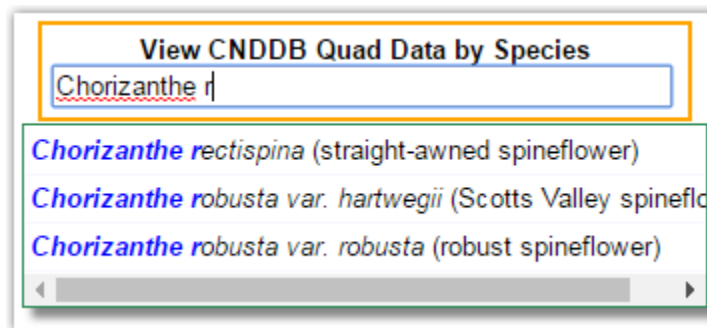 View CNDDB Quad Data by Species
Chorizanthe r
Chorizanthe rectispina (straight-awned spineflower)
Chorizanthe robusta var. hartwegii (Scotts Valley spineflo
Chorizanthe robusta var. robusta (robust spineflower)